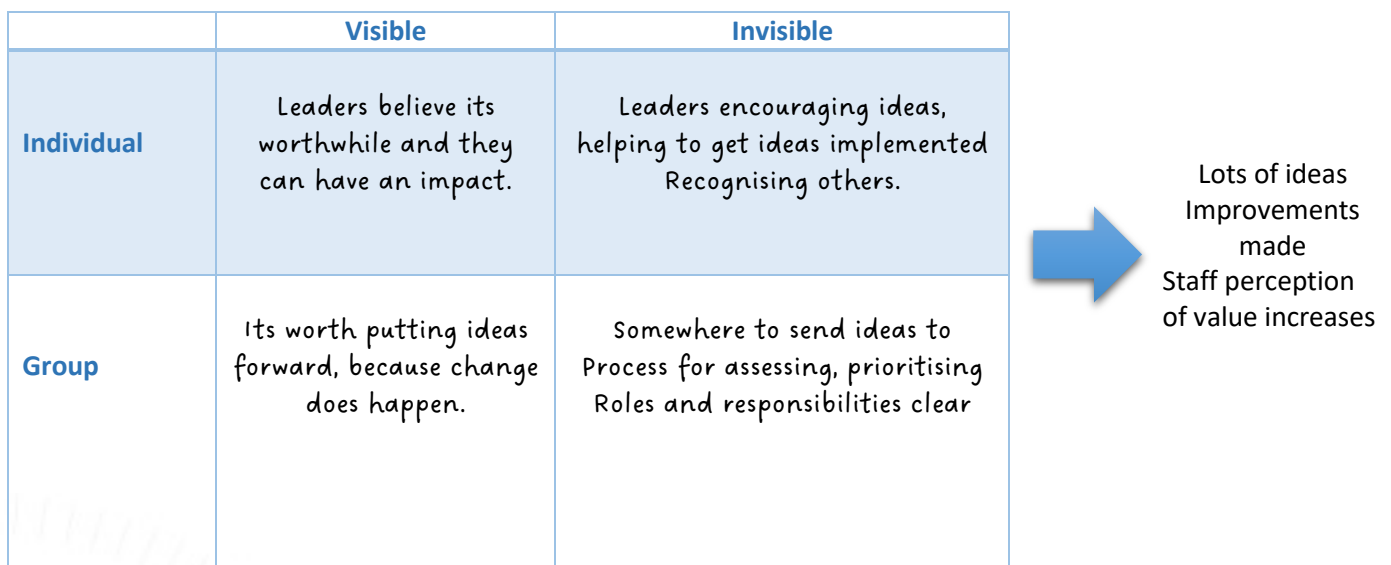 Visible Invisible
Individual
Leaders believe its
worthwhile and they
can have an impact.
Leaders encouraging ideas,
helping to get ideas implemented
Recognising others.
Group
Its worth putting ideas
forward, because change
does happen.
Somewhere to send ideas to
Process for assessing, prioritising
Roles and responsibilities clear
Lots of ideas
Improvements
made
Staff perception
of value increases